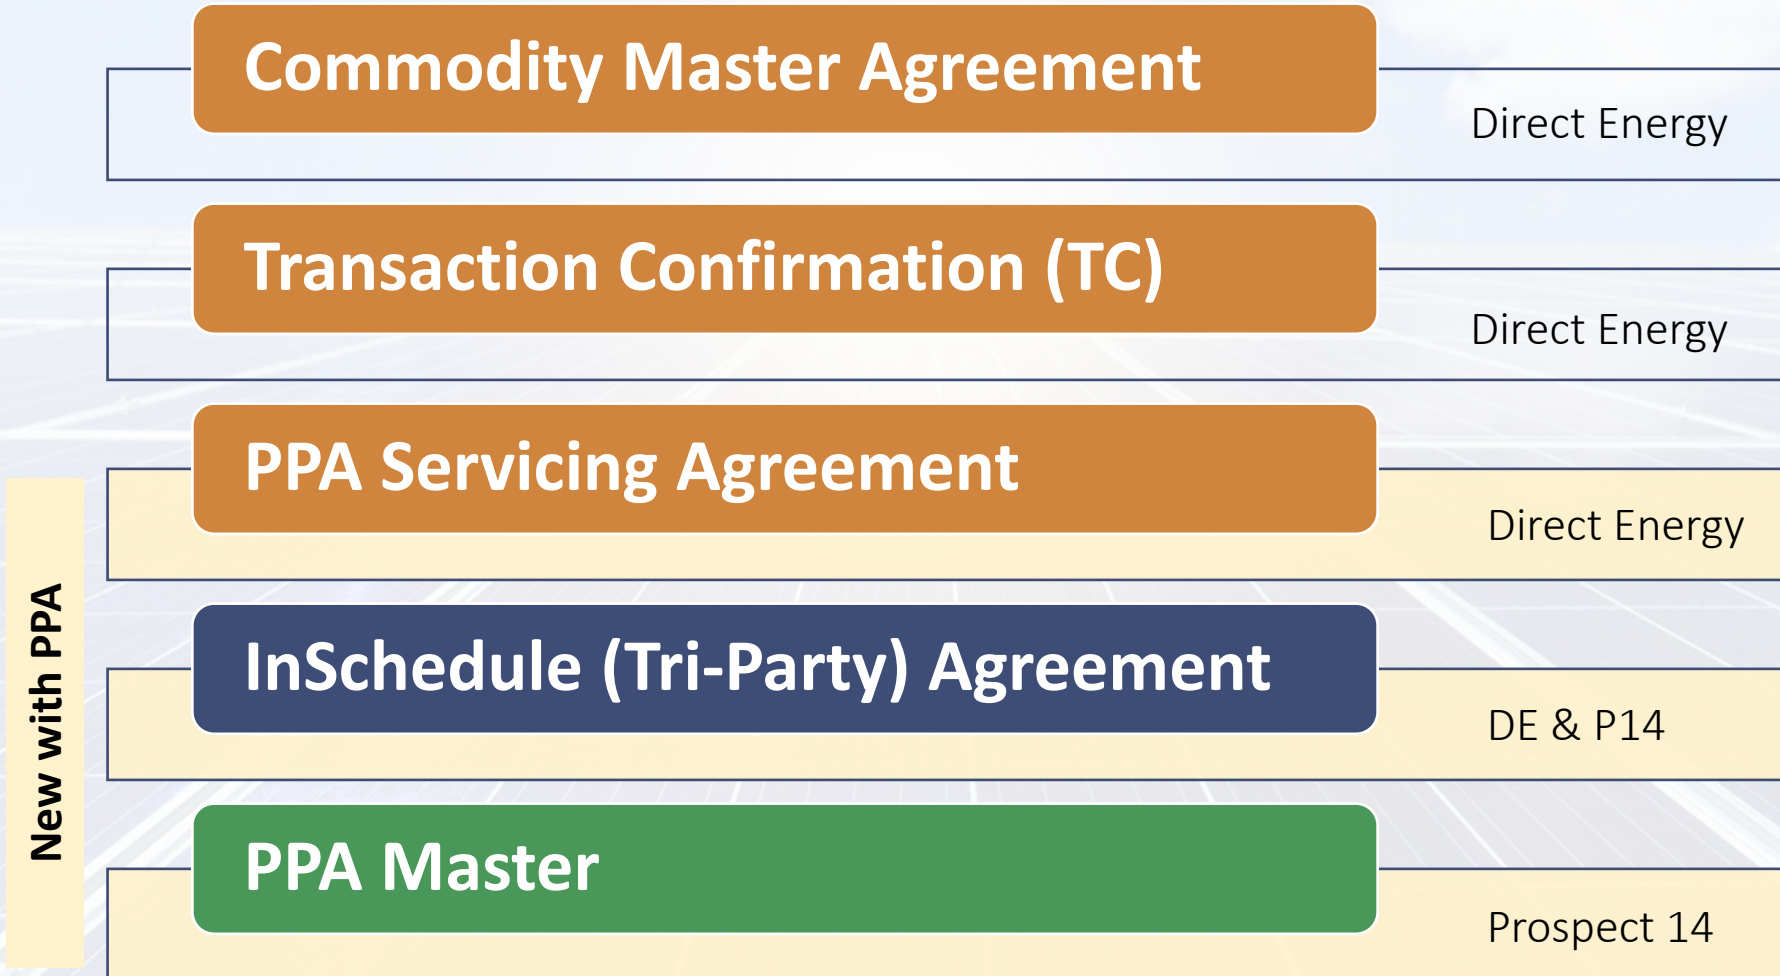 Commodity Master Agreement
Direct Energy
Transaction Confirmation (TC)
Direct Energy
PPA Servicing Agreement
Direct Energy
New with PPA
InSchedule (Tri-Party) Agreement
DE & P14
PPA Master
Prospect 14